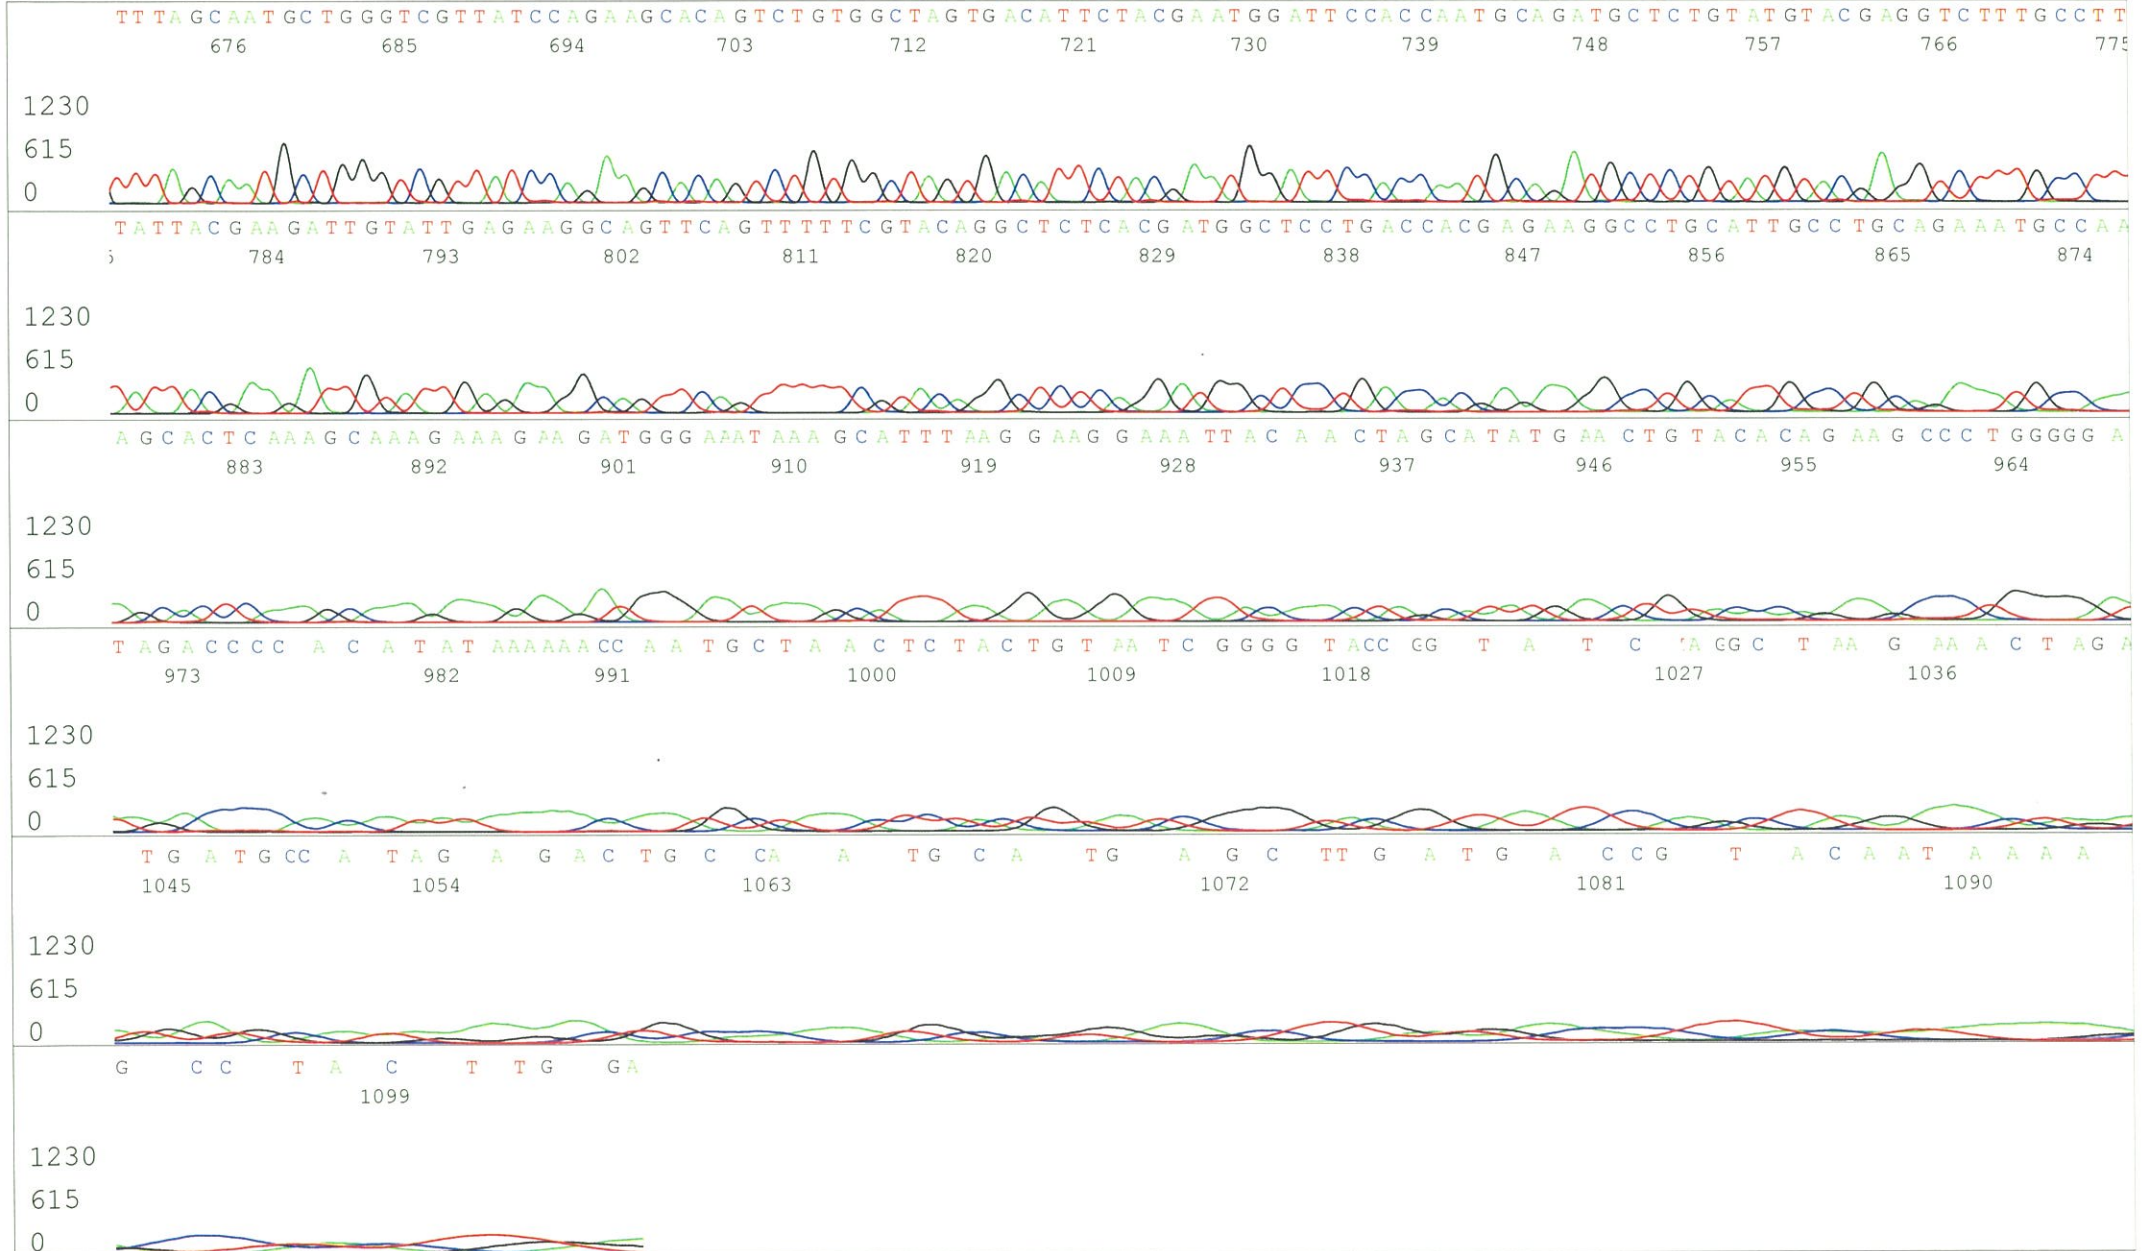 TTTAGCAATGCTGGGTCGTTATCCAGAAGCACAGTCTGTGGCTAGTGACATTCTACGAATGGATTCCACCAATGCAGATGCTCTGTATGTACGAGGTCTTTGCCTT
676 685 694 703 712 721 730 739 748 757 766 775
1230
615
0
TATTACGAAGATTGTATTGAGAAGGCAGTTCAGTTTTTCGTACAGGCTCTCACGATGGCTCCTGACCACGAGAAGGCCTGCATTGCCTGCAGAAATGCCAA
784 793 802 811 820 829 838 847 856 865 874
1230
615
0
AGCACTCAAAGCAAAGAAAGAAGATGGGAAATAAAGCATTTAAGGAAGGAAATTACAACTAGCATATGAACTGTACACAGAAGCCCTGGGGGA
883 892 901 910 919 928 937 946 955 964
1230
615
0
TAGACCCCACATATAAAAAACCAATGCTAACTCTACTGTAATCGGGGTACCGGTATCTAGGCTAAGAAACTAGA
973 982 991 1000 1009 1018 1027 1036
1230
615
0
TGATGCCATAGAGACTGCCAATGCATGAGCTTGATGACCGTACAATAAAA
1045 1054 1063 1072 1081 1090
1230
615
0
GCCTACTTGGA
1099
1230
615
0